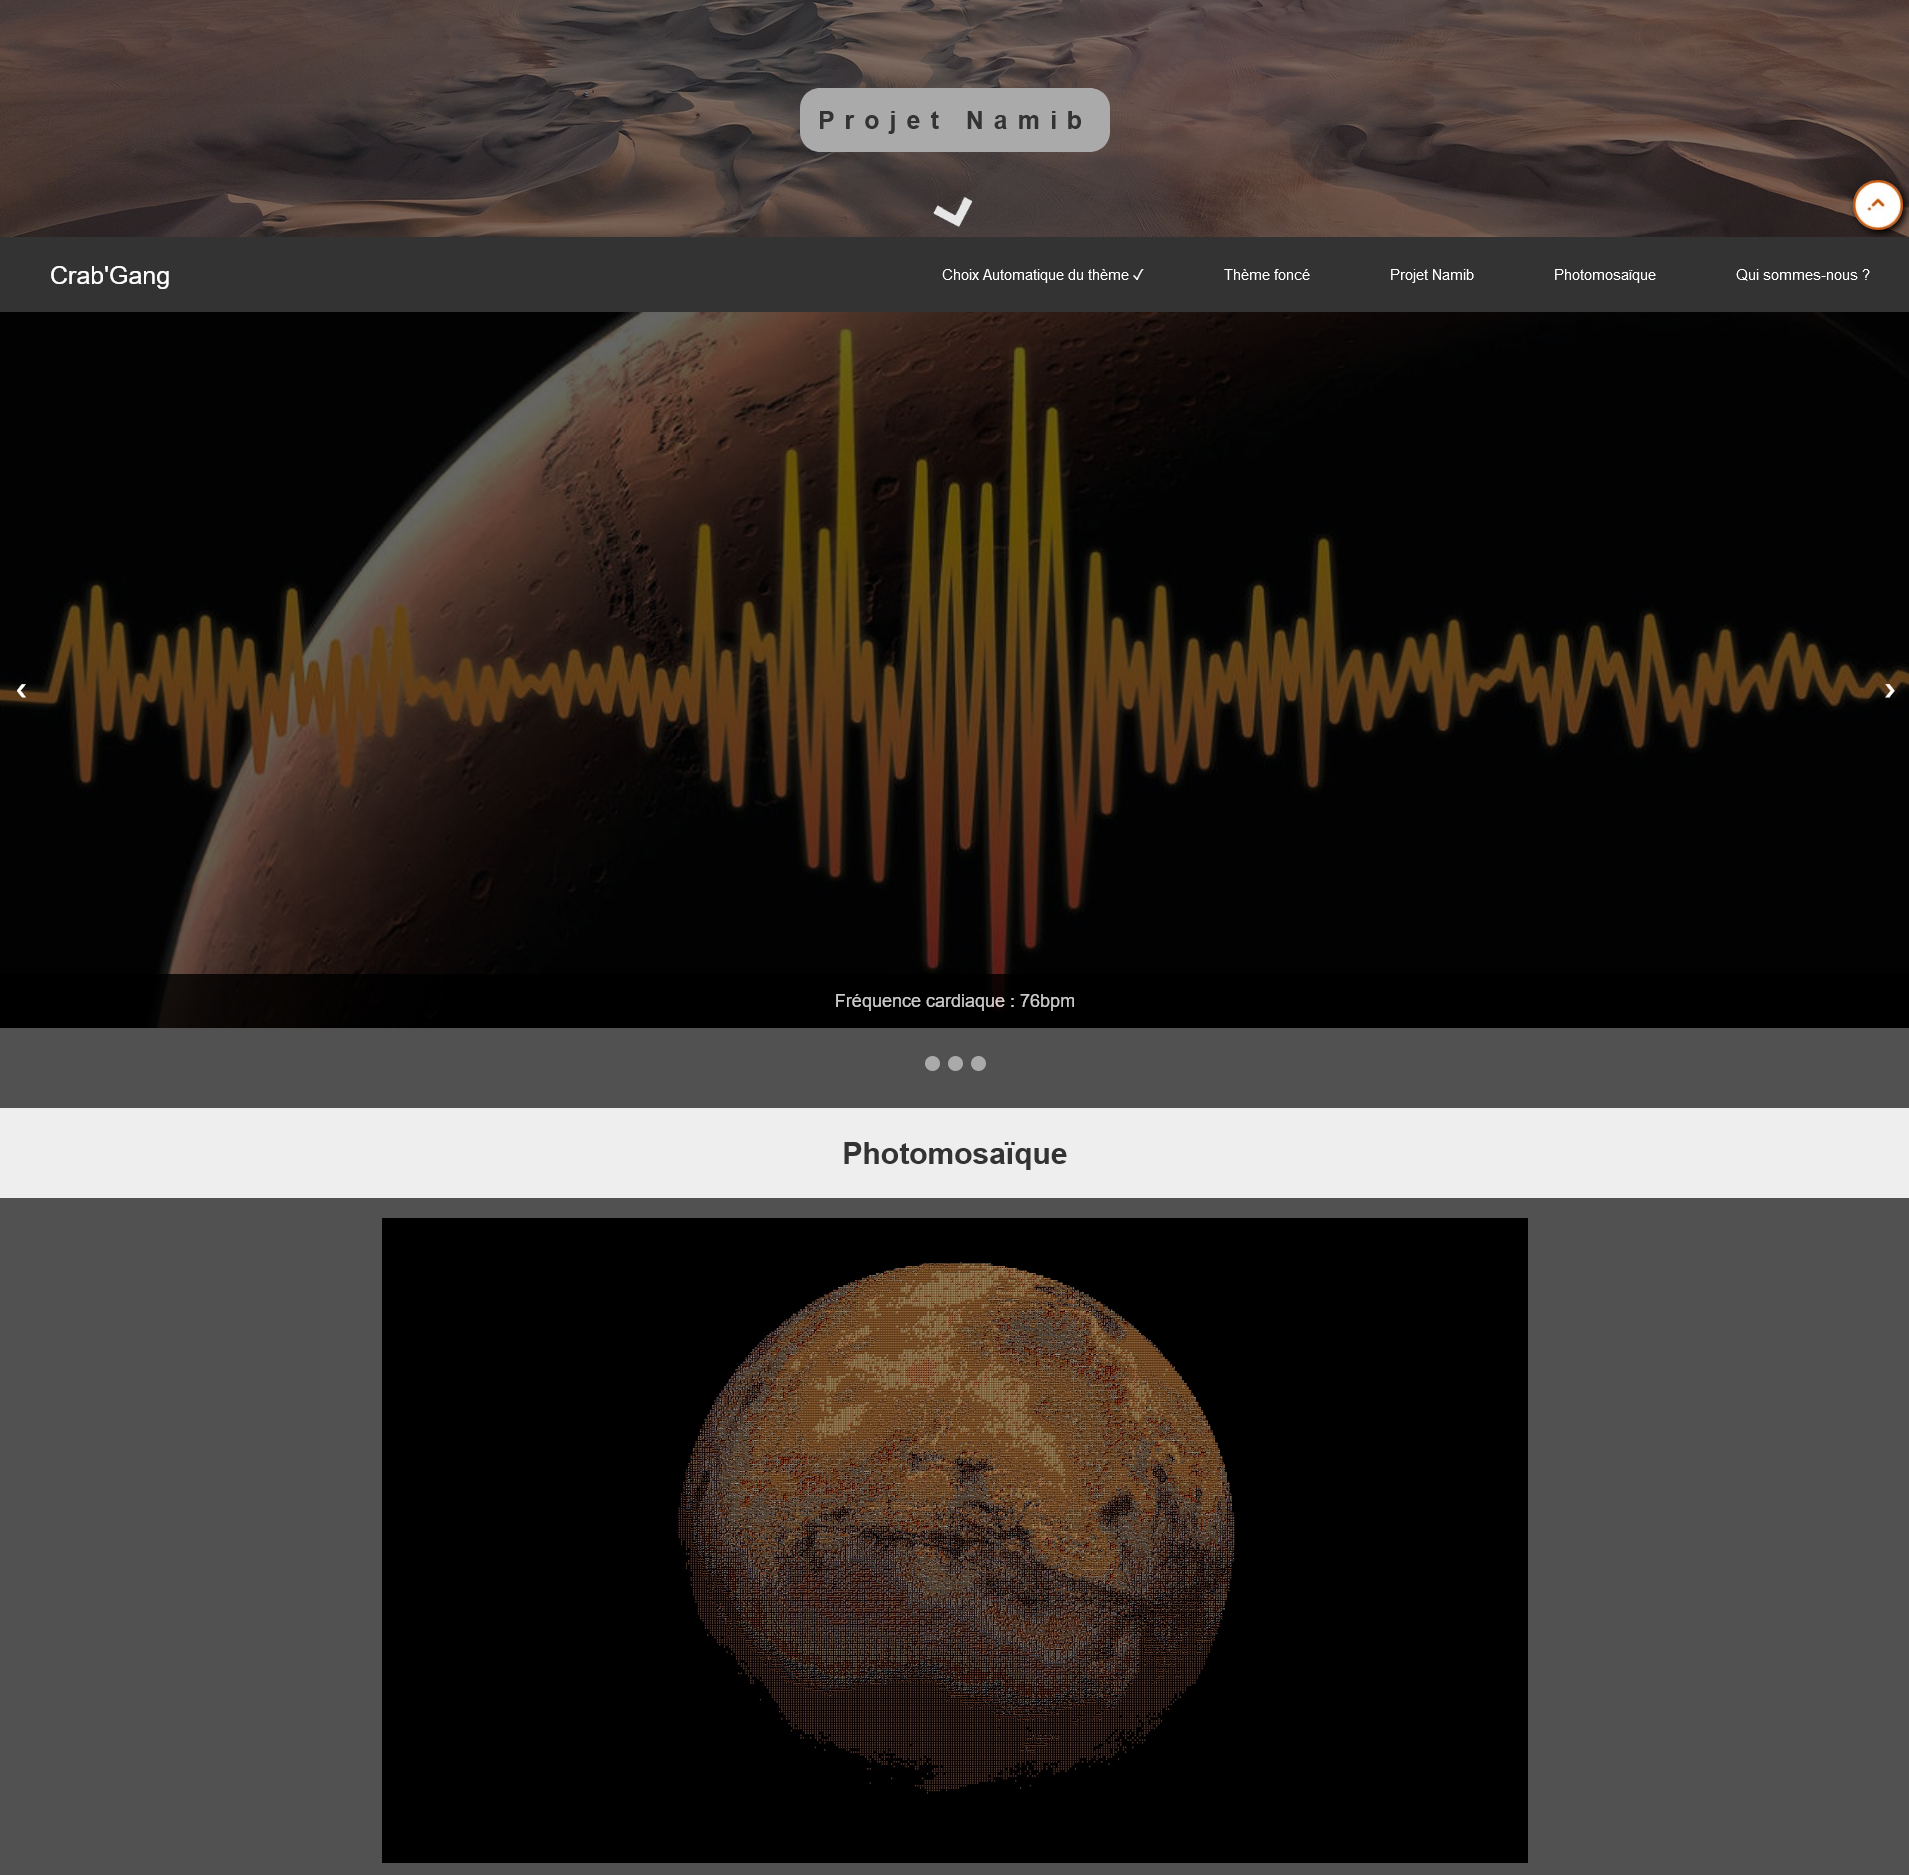 Projet Namib
Crab'Gang
Choix Automatique du thème ✓
Thème foncé
Projet Namib
Photomosaïque
Qui sommes-nous ?
Fréquence cardiaque : 76bpm
Photomosaïque